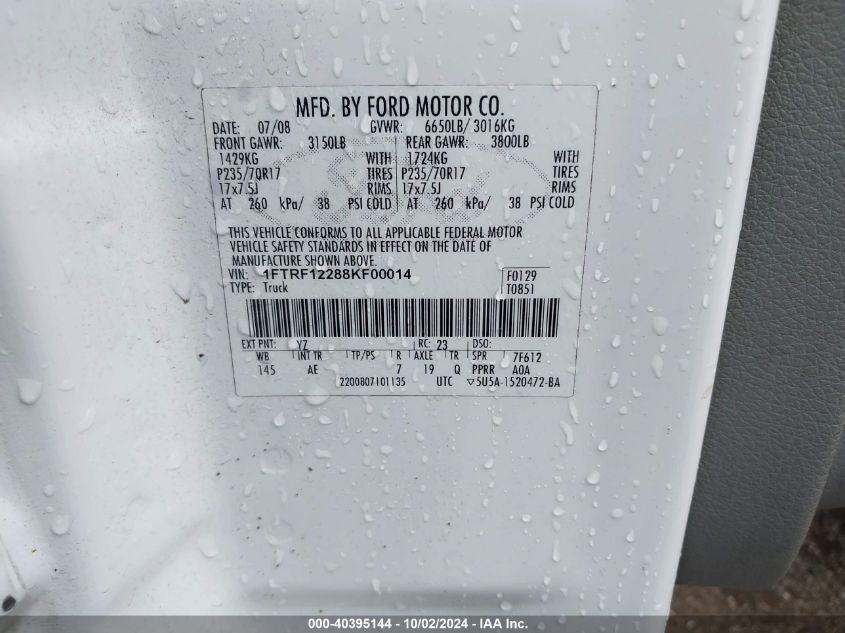 MFD. BY FORD MOTOR CO.
DATE: 07/08 GVWR: 6650LB/ 3016KG
FRONT GAWR: 3150LB REAR GAWR: 3800LB
1429KG WITH 1724KG WITH
P235/70R17 TIRES P235/70R17 TIRES
17x7.5J RIMS 17x7.5J RIMS
AT 260 kPa/ 38 PSI COLD AT 260 kPa/ 38 PSI COLD
THIS VEHICLE CONFORMS TO ALL APPLICABLE FEDERAL MOTOR
VEHICLE SAFETY STANDARDS IN EFFECT ON THE DATE OF
MANUFACTURE SHOWN ABOVE.
VIN: 1FTRF12288KF00014 F0129
TYPE: Truck T0851
EXT PNT: YZ RC: 23 DSO:
WB INT TR TP/PS R AXLE TR SPR 7F612
145 AE 7 19 Q PPRR A0A
2200807101135 UTC ▽5U5A-1520472-BA
000-40395144 - 10/02/2024 - IAA Inc.